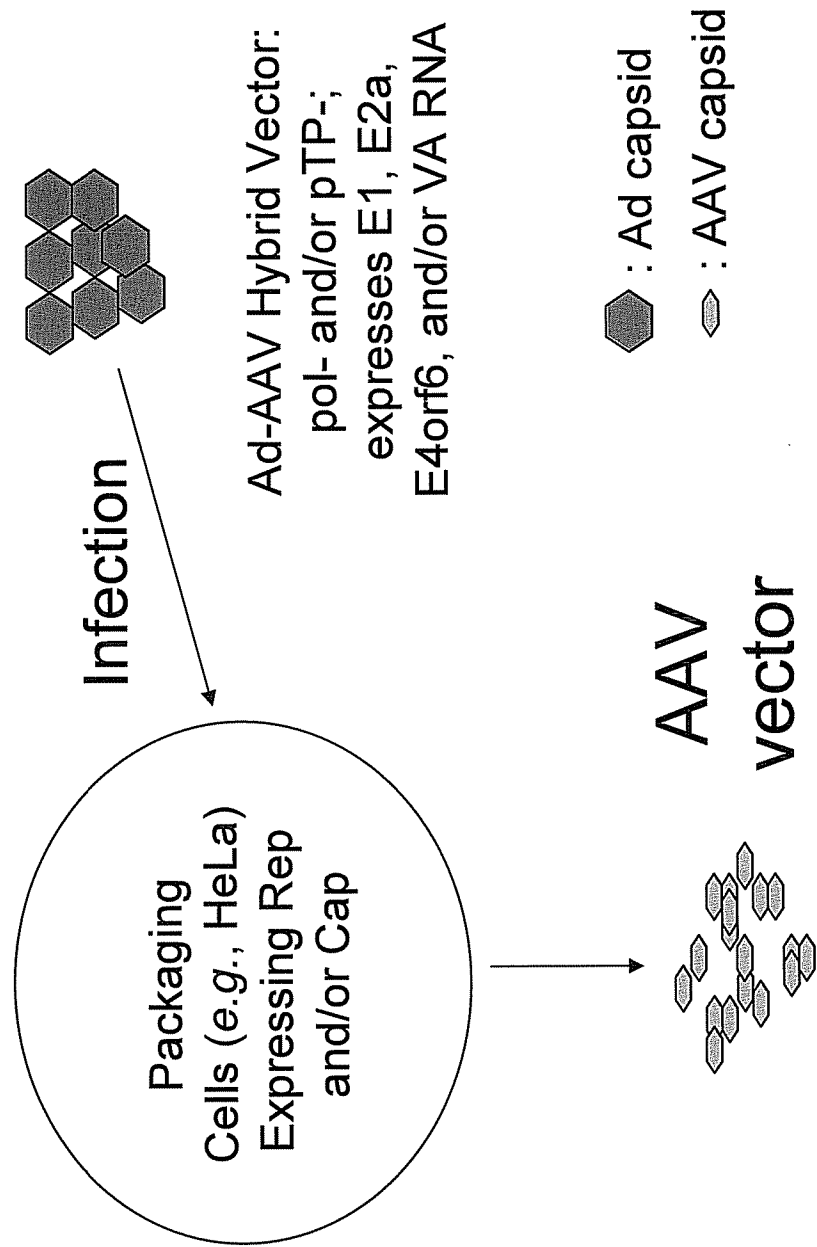 Infection
Packaging
Cells (e.g., HeLa)
Expressing Rep
and/or Cap
Ad-AAV Hybrid Vector:
pol- and/or pTP-;
expresses E1, E2a,
E4orf6, and/or VA RNA
AAV
vector
: Ad capsid
: AAV capsid